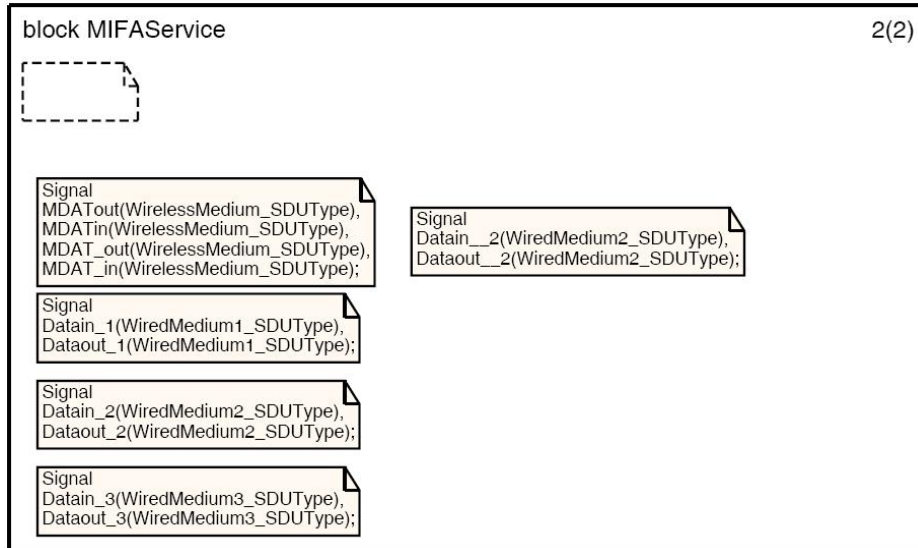 block MIFAService
2(2)
Signal
MDATout(WirelessMedium_SDUType),
MDATin(WirelessMedium_SDUType),
MDAT_out(WirelessMedium_SDUType),
MDAT_in(WirelessMedium_SDUType);
Signal
Datain__2(WiredMedium2_SDUType),
Dataout__2(WiredMedium2_SDUType);
Signal
Datain_1(WiredMedium1_SDUType),
Dataout_1(WiredMedium1_SDUType);
Signal
Datain_2(WiredMedium2_SDUType),
Dataout_2(WiredMedium2_SDUType);
Signal
Datain_3(WiredMedium3_SDUType),
Dataout_3(WiredMedium3_SDUType);